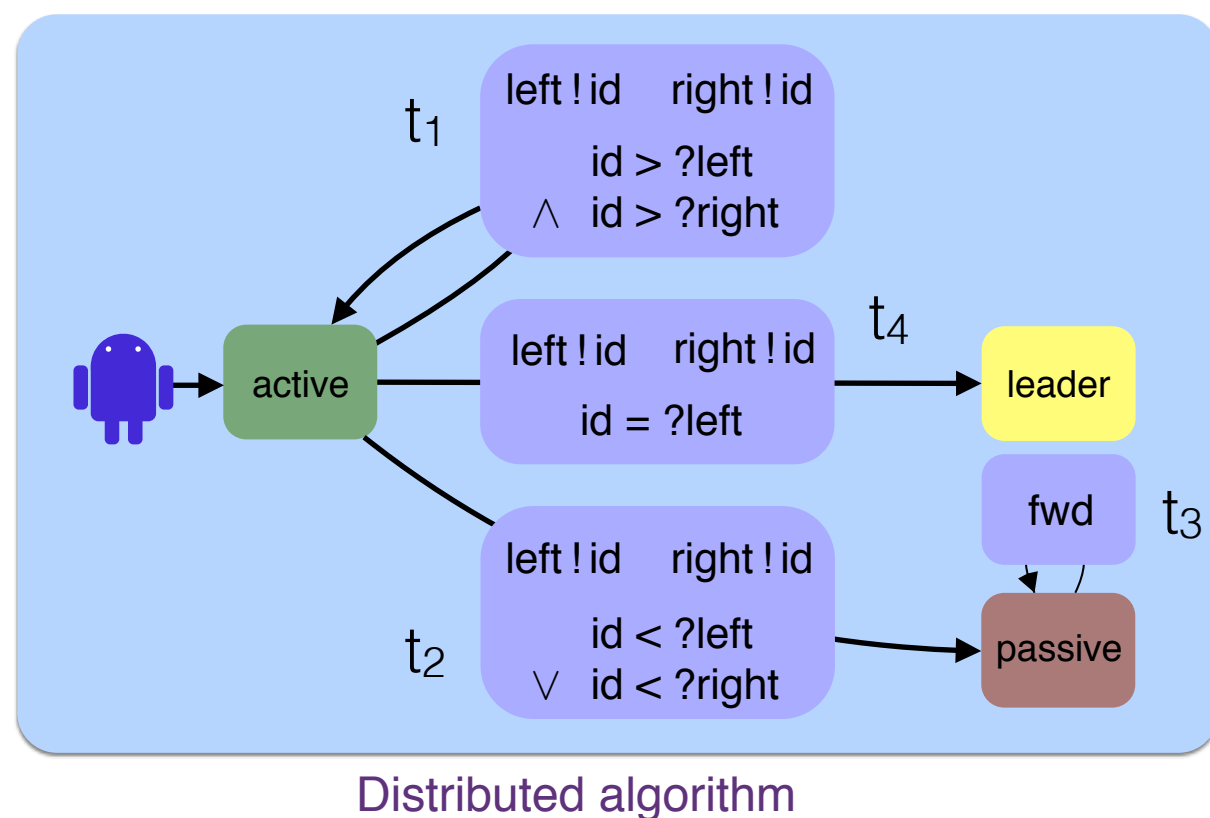 left ! id right ! id
t1
id > ?left
∧ id > ?right
left ! id right ! id
t4
active
id = ?left
leader
fwd
t3
left ! id right ! id
id < ?left
t2
∨ id < ?right
passive
Distributed algorithm